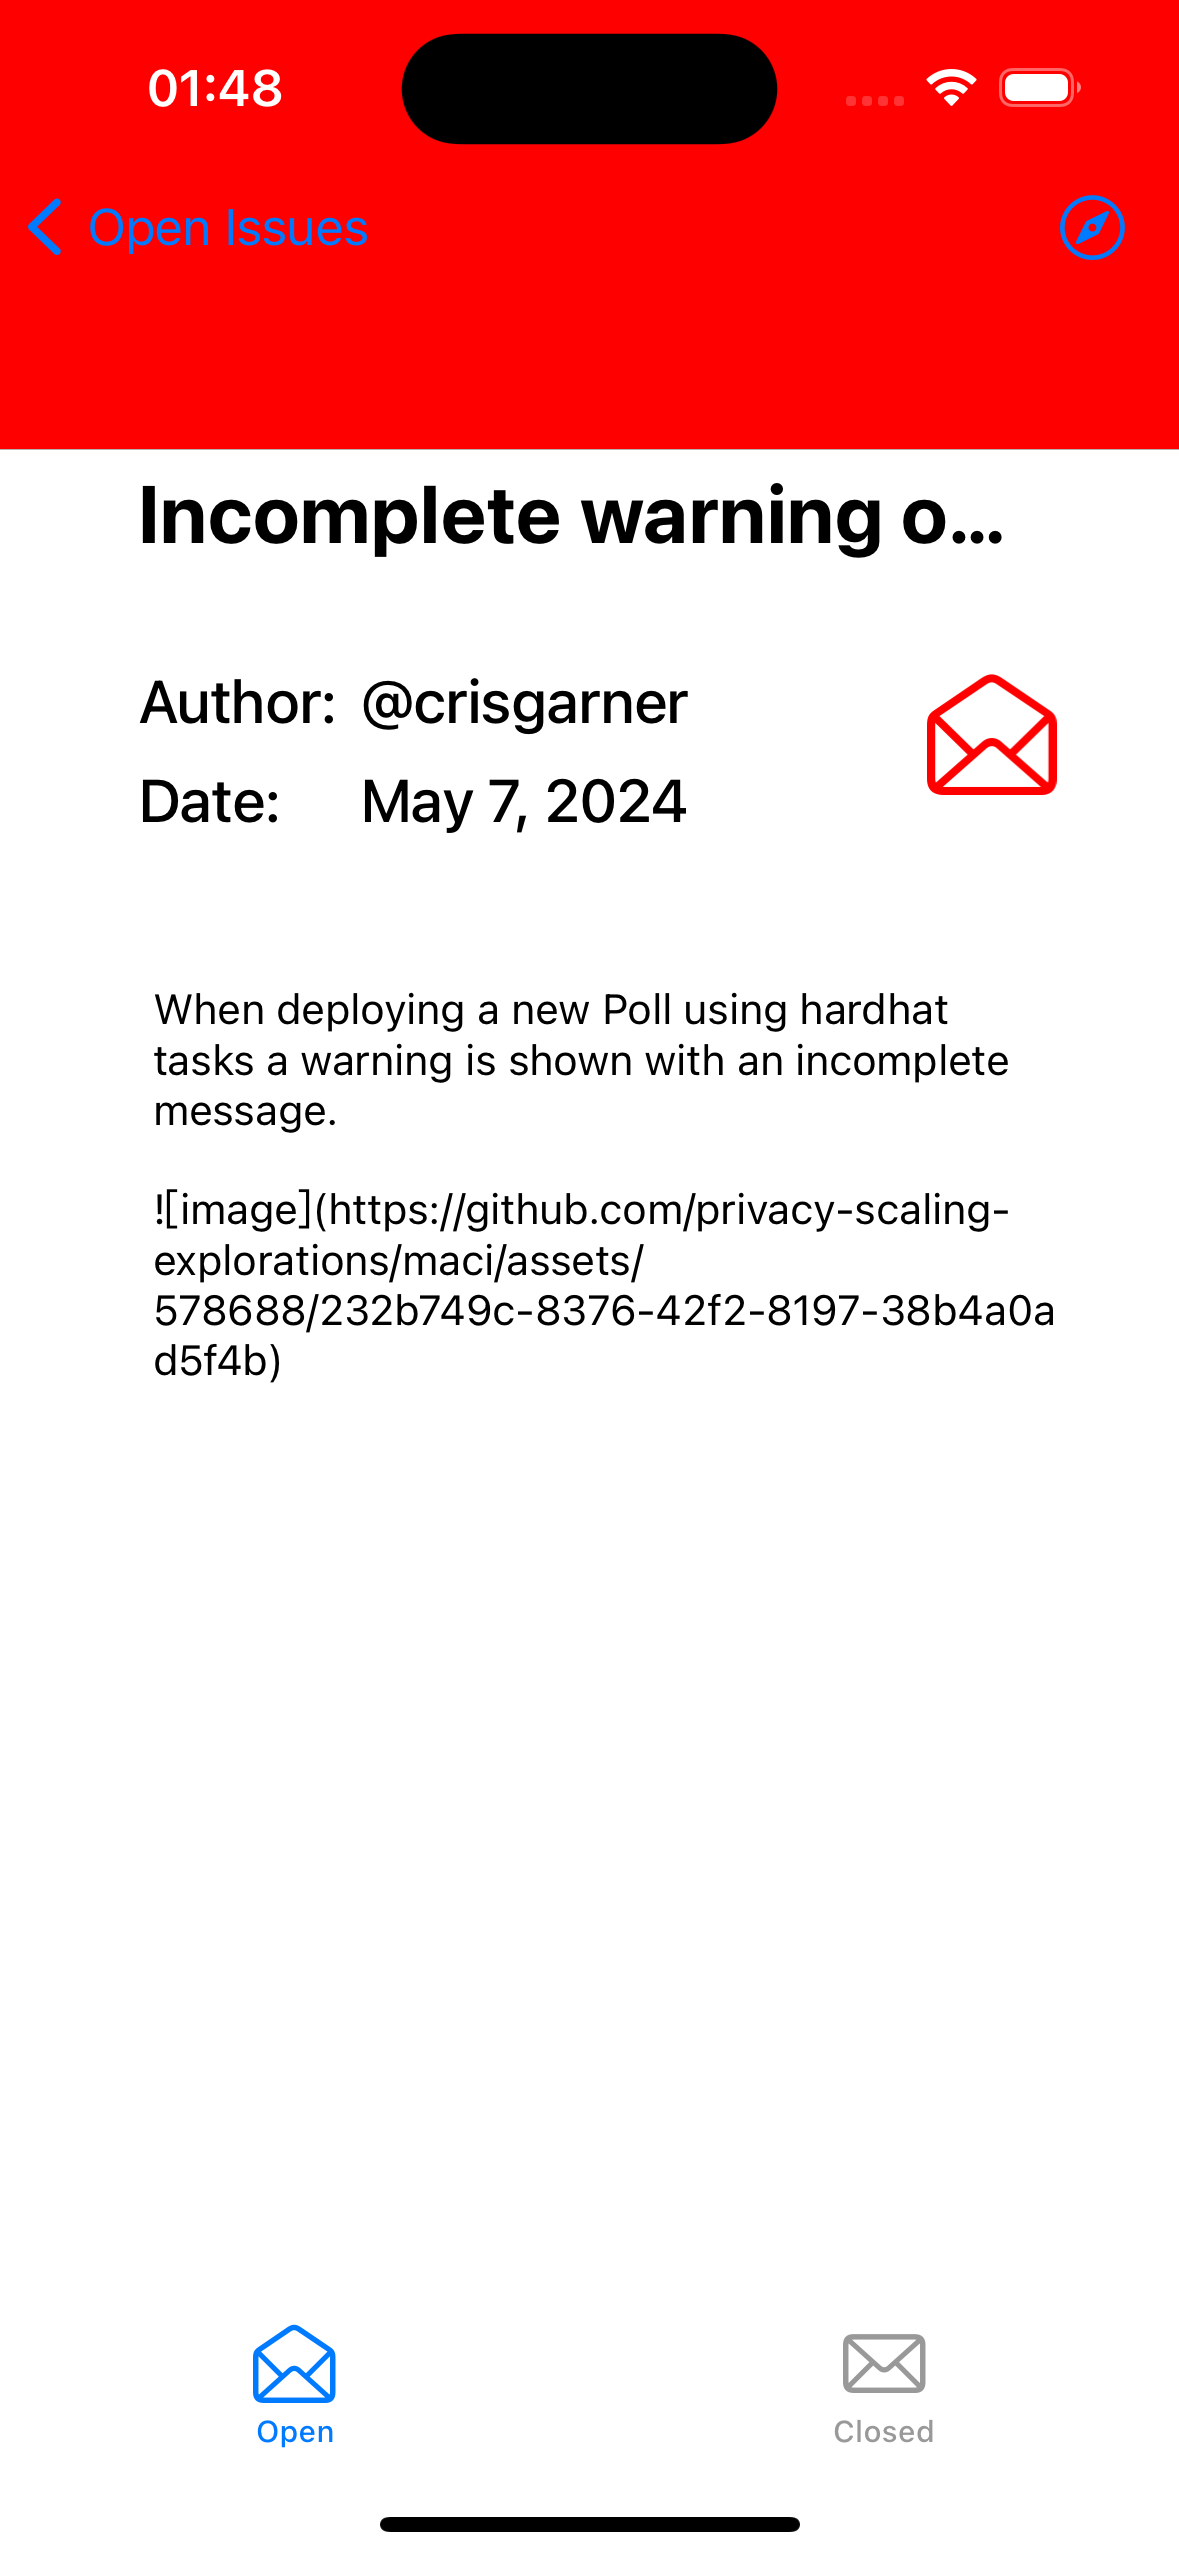 01:48
Open Issues
Incomplete warning o...
Author: @crisgarner
Date: May 7, 2024
When deploying a new Poll using hardhat
tasks a warning is shown with an incomplete
message.
![image](https://github.com/privacy-scaling-
explorations/maci/assets/
578688/232b749c-8376-42f2-8197-38b4a0a
d5f4b)
Open
Closed